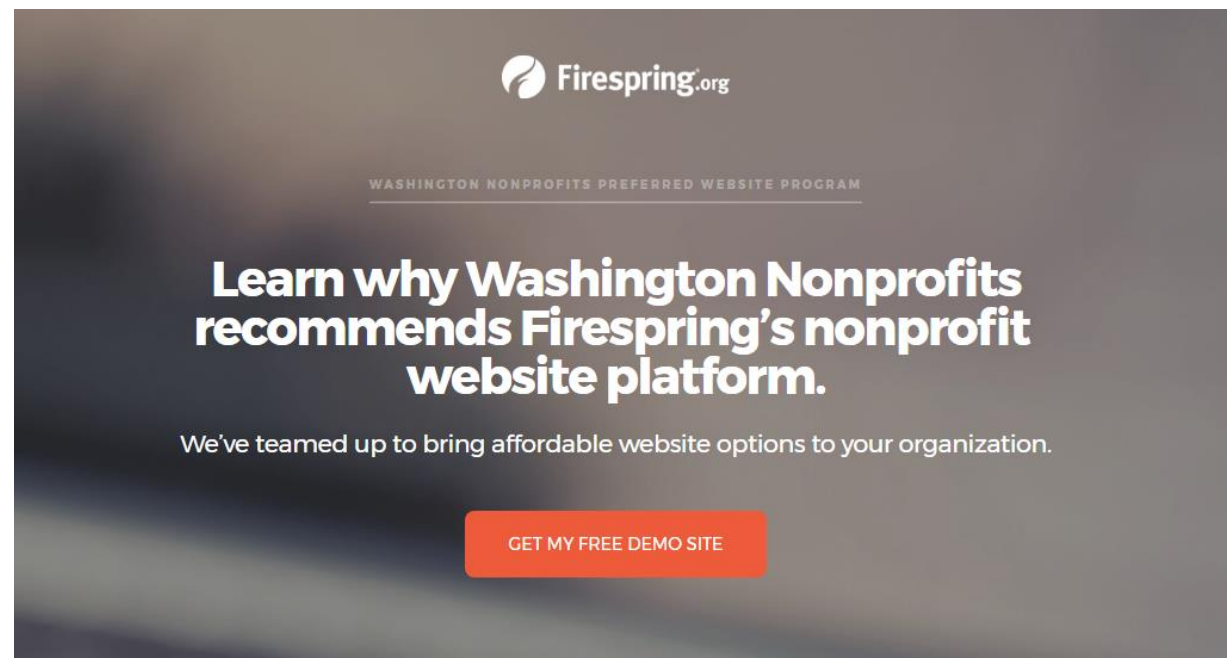 Firespring.org
WASHINGTON NONPROFITS PREFERRED WEBSITE PROGRAM
Learn why Washington Nonprofits
recommends Firespring’s nonprofit
website platform.
We’ve teamed up to bring affordable website options to your organization.
GET MY FREE DEMO SITE